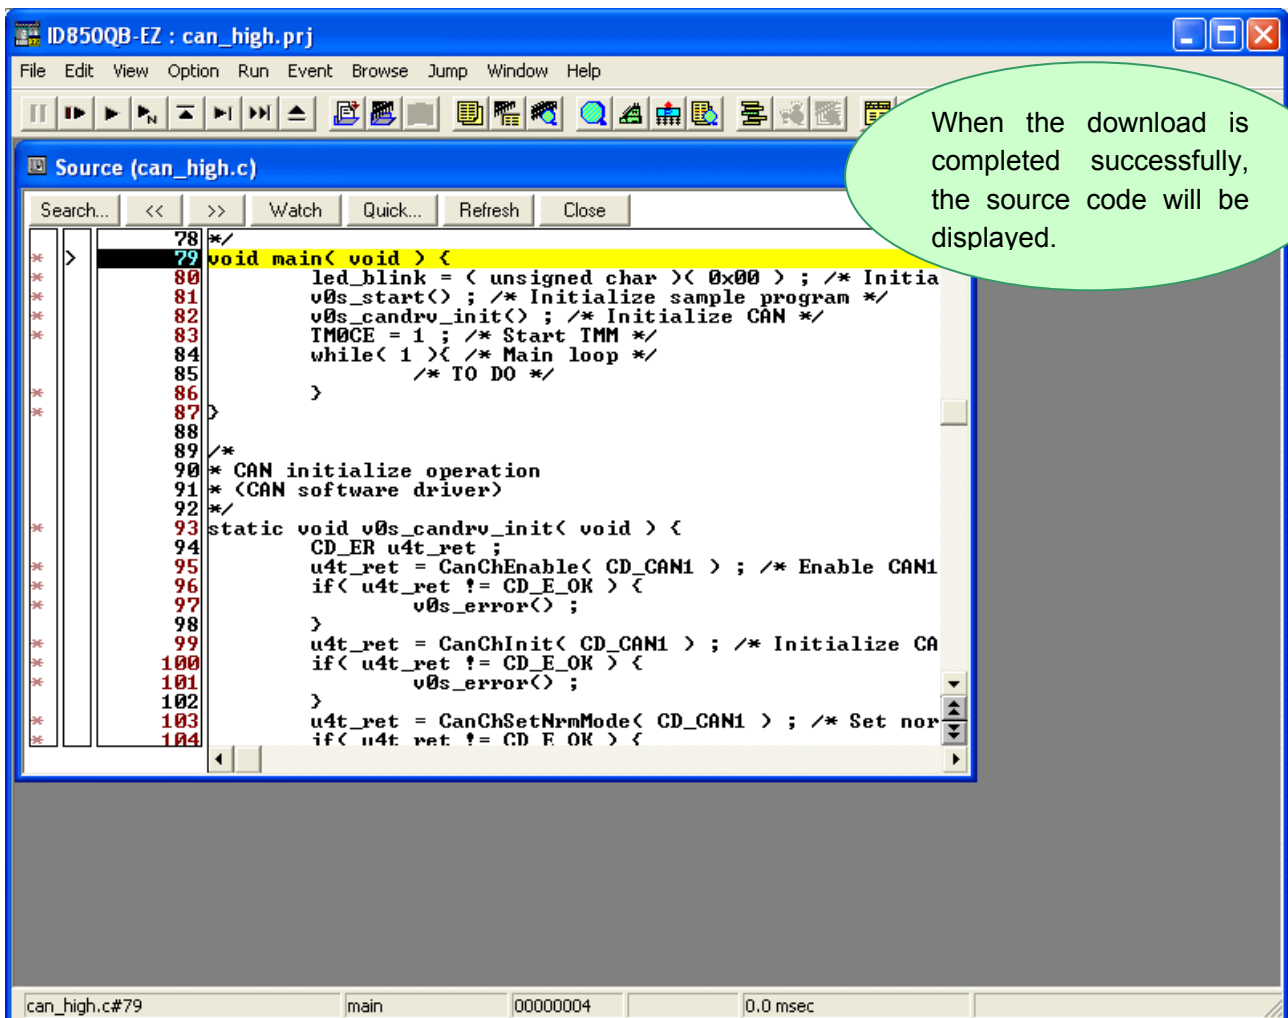 ID850QB-EZ : can_high.prj
File Edit View Option Run Event Browse Jump Window Help
When the download is
completed successfully,
the source code will be
displayed.
Source (can_high.c)
Search... << >> Watch Quick... Refresh Close
78 */
> 79 void main( void ) {
* 80 led_blink = ( unsigned char )( 0x00 ) ; /* Initia
* 81 v0s_start() ; /* Initialize sample program */
* 82 v0s_candrv_init() ; /* Initialize CAN */
* 83 TM0CE = 1 ; /* Start TMM */
84 while( 1 ){ /* Main loop */
85 /* TO DO */
* 86 }
* 87 }
88
89 /*
90 * CAN initialize operation
91 * (CAN software driver)
92 */
* 93 static void v0s_candrv_init( void ) {
94 CD_ER u4t_ret ;
* 95 u4t_ret = CanChEnable( CD_CAN1 ) ; /* Enable CAN1
* 96 if( u4t_ret != CD_E_OK ) {
* 97 v0s_error() ;
98 }
* 99 u4t_ret = CanChInit( CD_CAN1 ) ; /* Initialize CA
* 100 if( u4t_ret != CD_E_OK ) {
* 101 v0s_error() ;
102 }
* 103 u4t_ret = CanChSetNrmMode( CD_CAN1 ) ; /* Set nor
* 104 if( u4t_ret != CD_E_OK ) {
can_high.c#79 main 00000004 0.0 msec